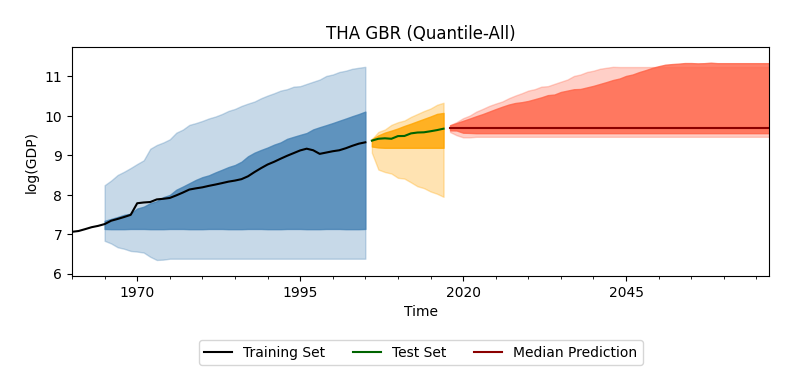 THA GBR (Quantile-All)
log(GDP)
11
10
9
8
7
6
1970 1995 2020 2045
Time
Training Set Test Set Median Prediction